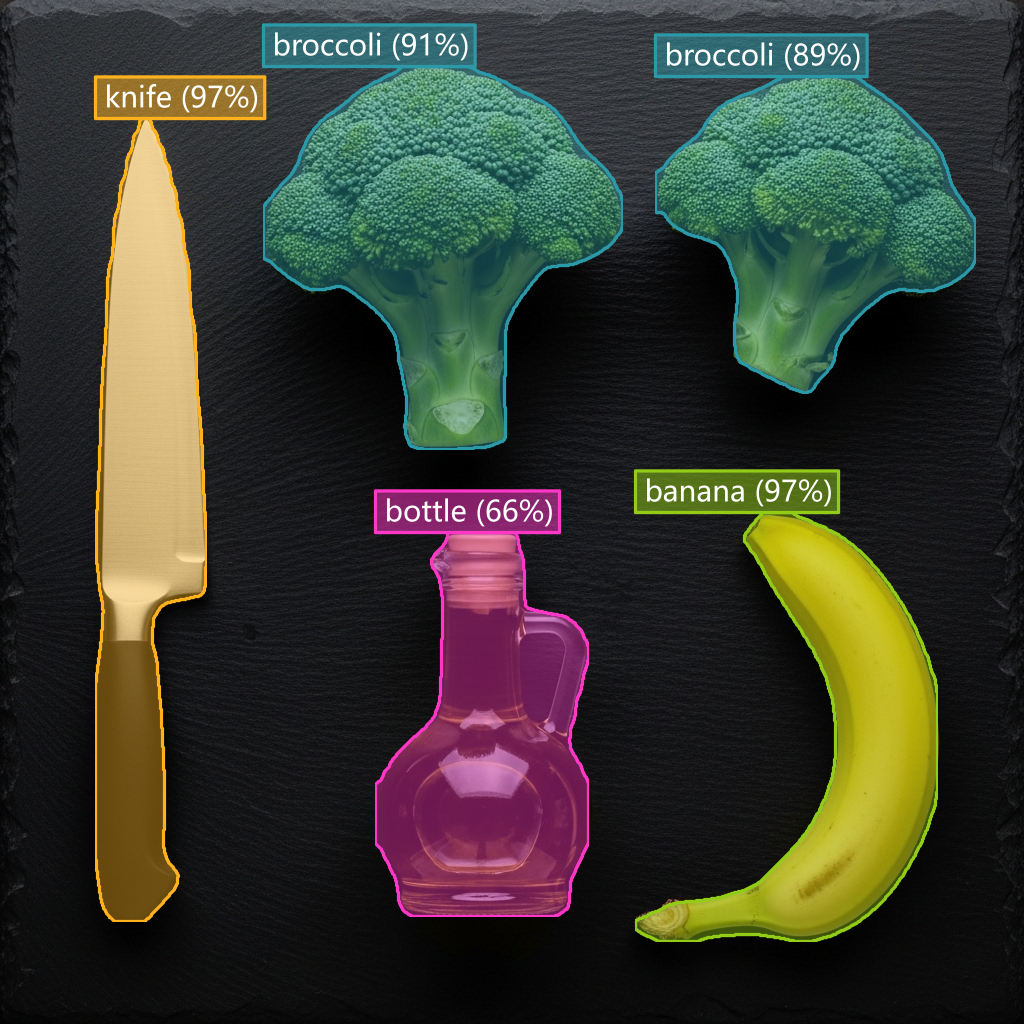 broccoli (91%)
broccoli (89%)
knife (97%)
banana (97%)
bottle (66%)